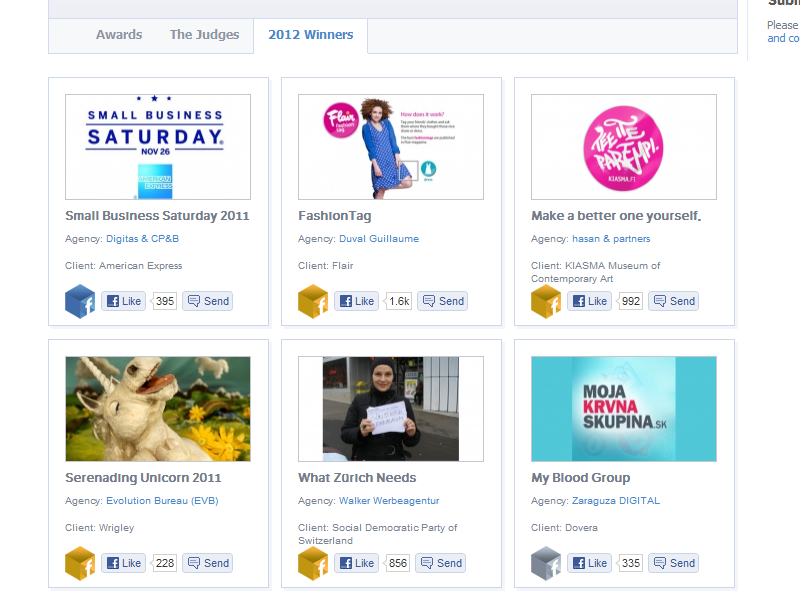 Subm
Please
and co
Awards The Judges 2012 Winners
SMALL BUSINESS
SATURDAY
NOV 26
AMERICAN EXPRESS
Small Business Saturday 2011
Agency: Digitas & CP&B
Client: American Express
Like 395 Send
Flair
Fashion
tag
How does it work?
FashionTag
Agency: Duval Guillaume
Client: Flair
Like 1.6k Send
TEE ITE
PAREMPI.
KIASMA.FI
Make a better one yourself.
Agency: hasan & partners
Client: KIASMA Museum of
Contemporary Art
Like 992 Send
Serenading Unicorn 2011
Agency: Evolution Bureau (EVB)
Client: Wrigley
Like 228 Send
What Zürich Needs
Agency: Walker Werbeagentur
Client: Social Democratic Party of
Switzerland
Like 856 Send
MOJA
KRVNA
SKUPINA.SK
My Blood Group
Agency: Zaraguza DIGITAL
Client: Dovera
Like 335 Send